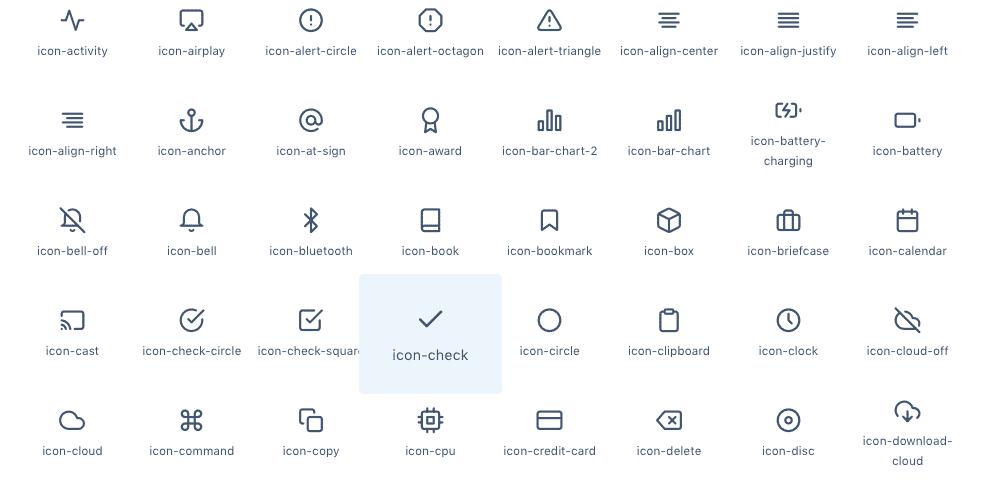 icon-activity
icon-airplay
icon-alert-circle
icon-alert-octagon
icon-alert-triangle
icon-align-center
icon-align-justify
icon-align-left
icon-align-right
icon-anchor
icon-at-sign
icon-award
icon-bar-chart-2
icon-bar-chart
icon-battery-
charging
icon-battery
icon-bell-off
icon-bell
icon-bluetooth
icon-book
icon-bookmark
icon-box
icon-briefcase
icon-calendar
icon-cast
icon-check-circle
icon-check-squar
icon-check
icon-circle
icon-clipboard
icon-clock
icon-cloud-off
icon-cloud
icon-command
icon-copy
icon-cpu
icon-credit-card
icon-delete
icon-disc
icon-download-
cloud